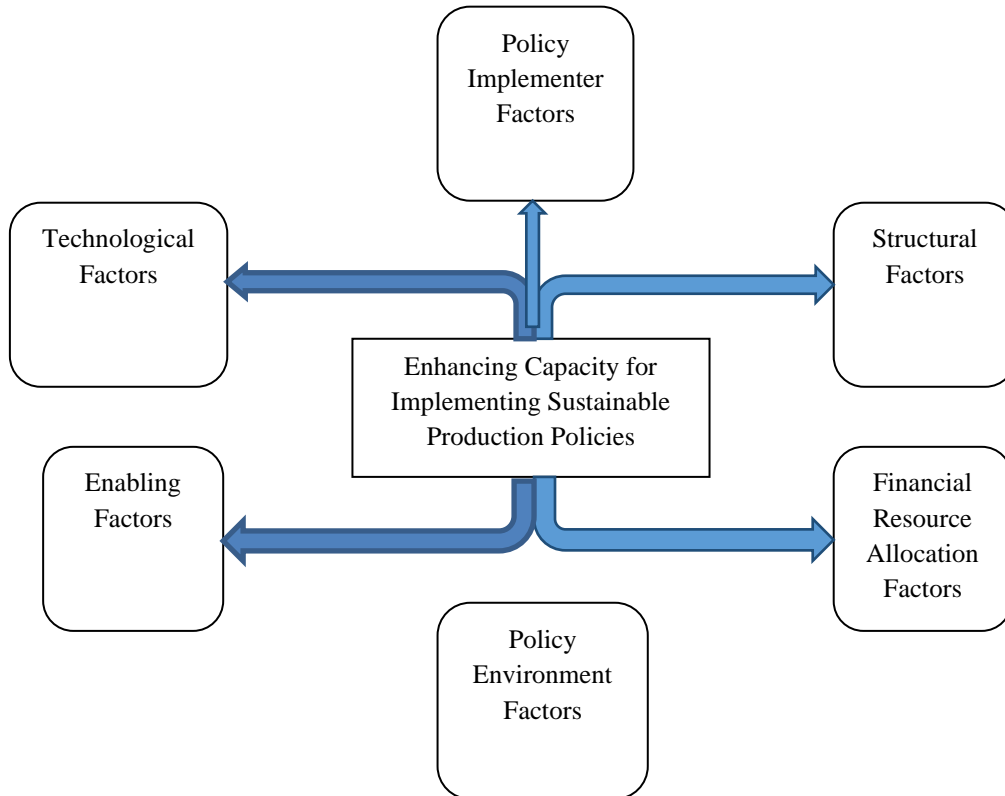 Policy
Implementer
Factors
Technological
Factors
Structural
Factors
Enhancing Capacity for
Implementing Sustainable
Production Policies
Enabling
Factors
Financial
Resource
Allocation
Factors
Policy
Environment
Factors